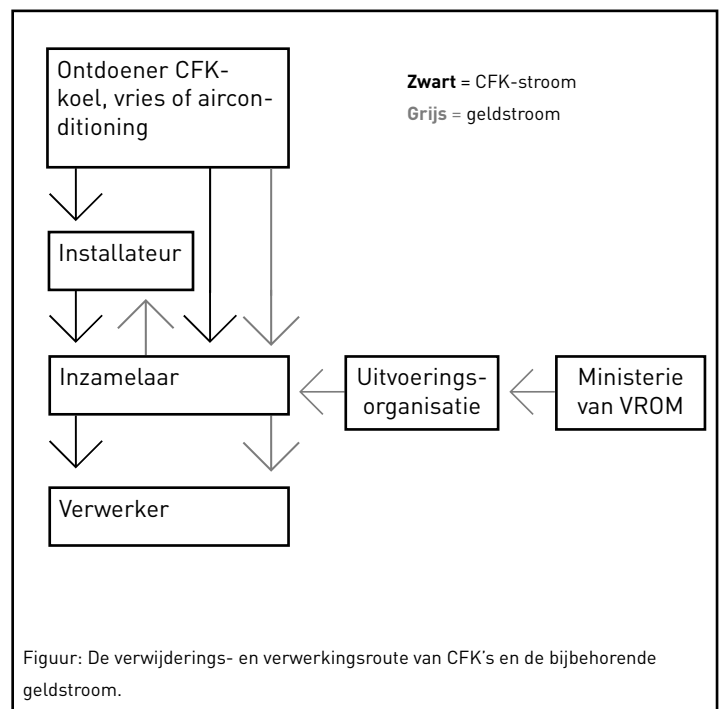 Ontdoener CFK-
koel, vries of aircon-
ditioning
Zwart = CFK-stroom
Grijs = geldstroom
Installateur
Inzamelaar
Uitvoerings-
organisatie
Ministerie
van VROM
Verwerker
Figuur: De verwijderings- en verwerkingsroute van CFK's en de bijbehorende
geldstroom.